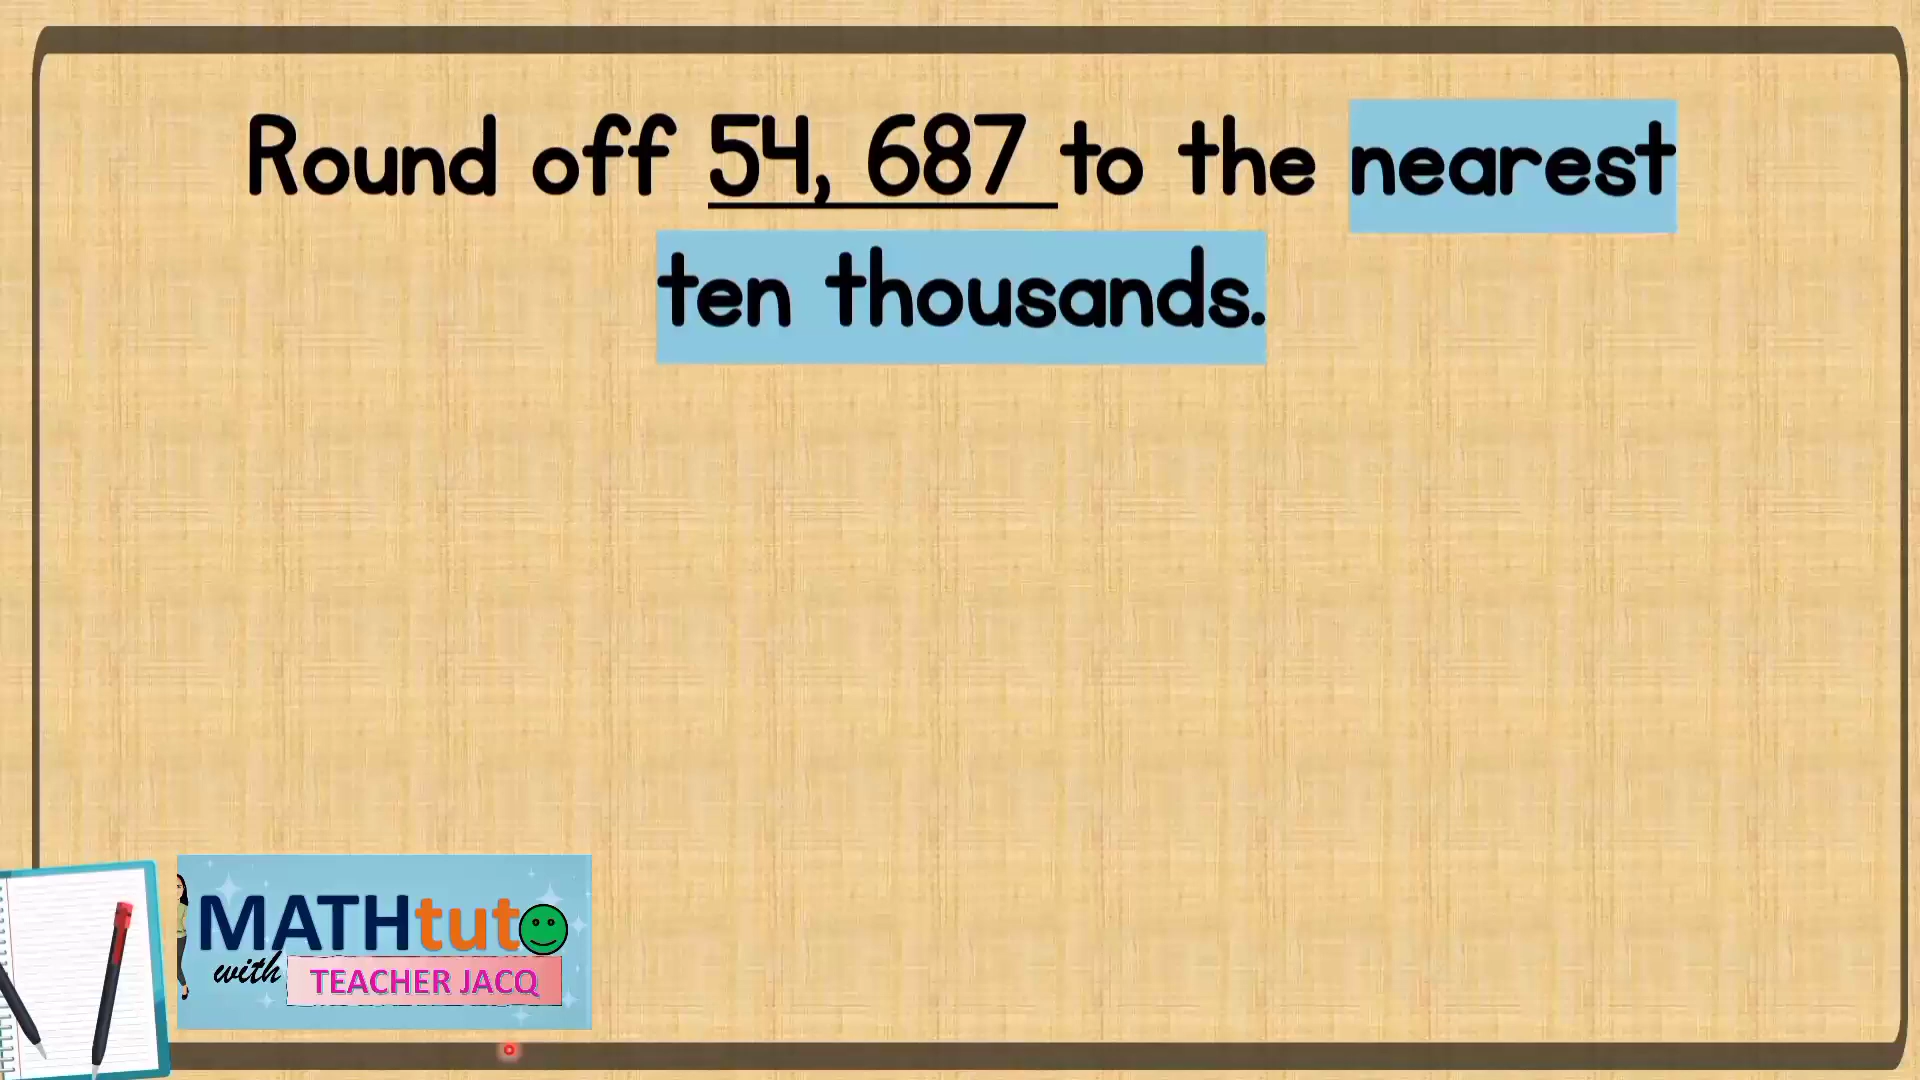 Round off 54, 687 to the nearest
ten thousands.
MATHtuto
with TEACHER JACQ